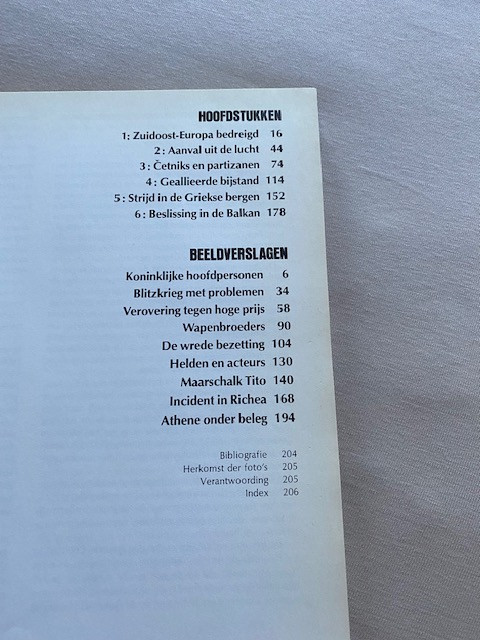 HOOFDSTUKKEN
1: Zuidoost-Europa bedreigd 16
2: Aanval uit de lucht 44
3: Četniks en partizanen 74
4: Geallieerde bijstand 114
5: Strijd in de Griekse bergen 152
6: Beslissing in de Balkan 178
BEELDVERSLAGEN
Koninklijke hoofdpersonen 6
Blitzkrieg met problemen 34
Verovering tegen hoge prijs 58
Wapenbroeders 90
De wrede bezetting 104
Helden en acteurs 130
Maarschalk Tito 140
Incident in Richea 168
Athene onder beleg 194
Bibliografie 204
Herkomst der foto's 205
Verantwoording 205
Index 206